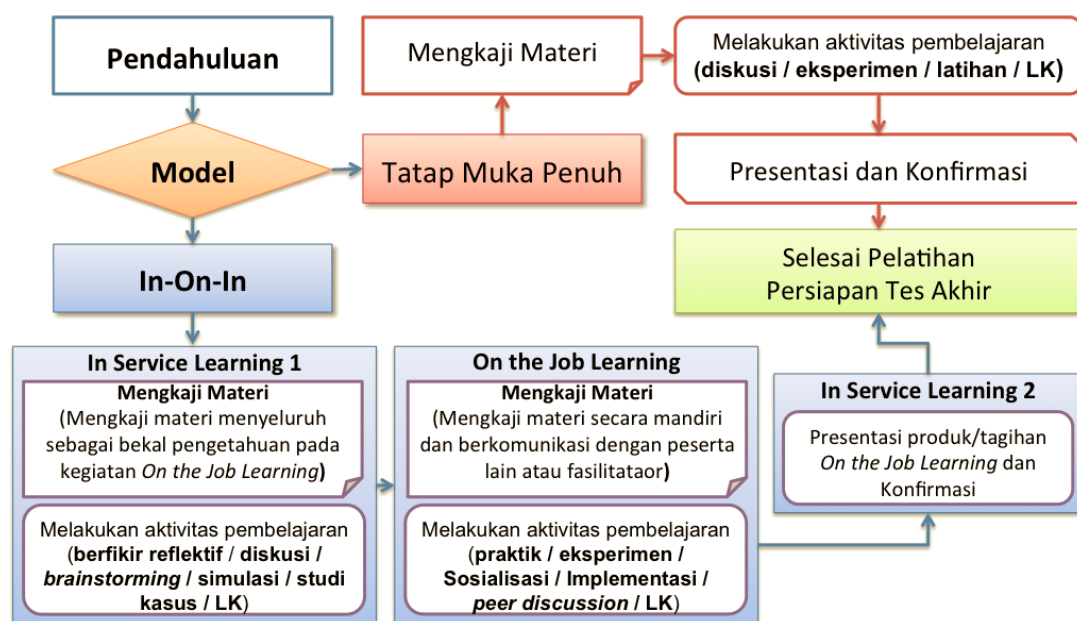 Pendahuluan
Model
Tatap Muka Penuh
Mengkaji Materi
Melakukan aktivitas pembelajaran
(diskusi / eksperimen / latihan / LK)
Presentasi dan Konfirmasi
Selesai Pelatihan
Persiapan Tes Akhir
In-On-In
In Service Learning 1
Mengkaji Materi
(Mengkaji materi menyeluruh
sebagai bekal pengetahuan pada
kegiatan On the Job Learning)
Melakukan aktivitas pembelajaran
(berfikir reflektif / diskusi /
brainstorming / simulasi / studi
kasus / LK)
On the Job Learning
Mengkaji Materi
(Mengkaji materi secara mandiri
dan berkomunikasi dengan peserta
lain atau fasilitataor)
Melakukan aktivitas pembelajaran
(praktik / eksperimen /
Sosialisasi / Implementasi /
peer discussion / LK)
In Service Learning 2
Presentasi produk/tagihan
On the Job Learning dan
Konfirmasi